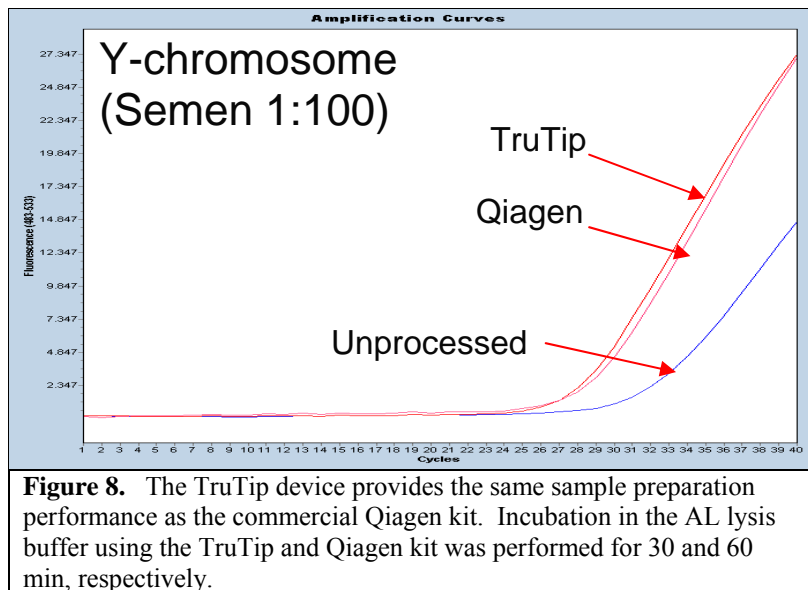 Amplification Curves
Y-chromosome
(Semen 1:100)
TruTip
Qiagen
Unprocessed
Fluorescence (483-533)
27.347
24.847
22.347
19.847
17.347
14.847
12.347
9.847
7.347
4.847
2.347
1 2 3 4 5 6 7 8 9 10 11 12 13 14 15 16 17 18 19 20 21 22 23 24 25 26 27 28 29 30 31 32 33 34 35 36 37 38 39 40
Cycles
Figure 8. The TruTip device provides the same sample preparation
performance as the commercial Qiagen kit. Incubation in the AL lysis
buffer using the TruTip and Qiagen kit was performed for 30 and 60
min, respectively.